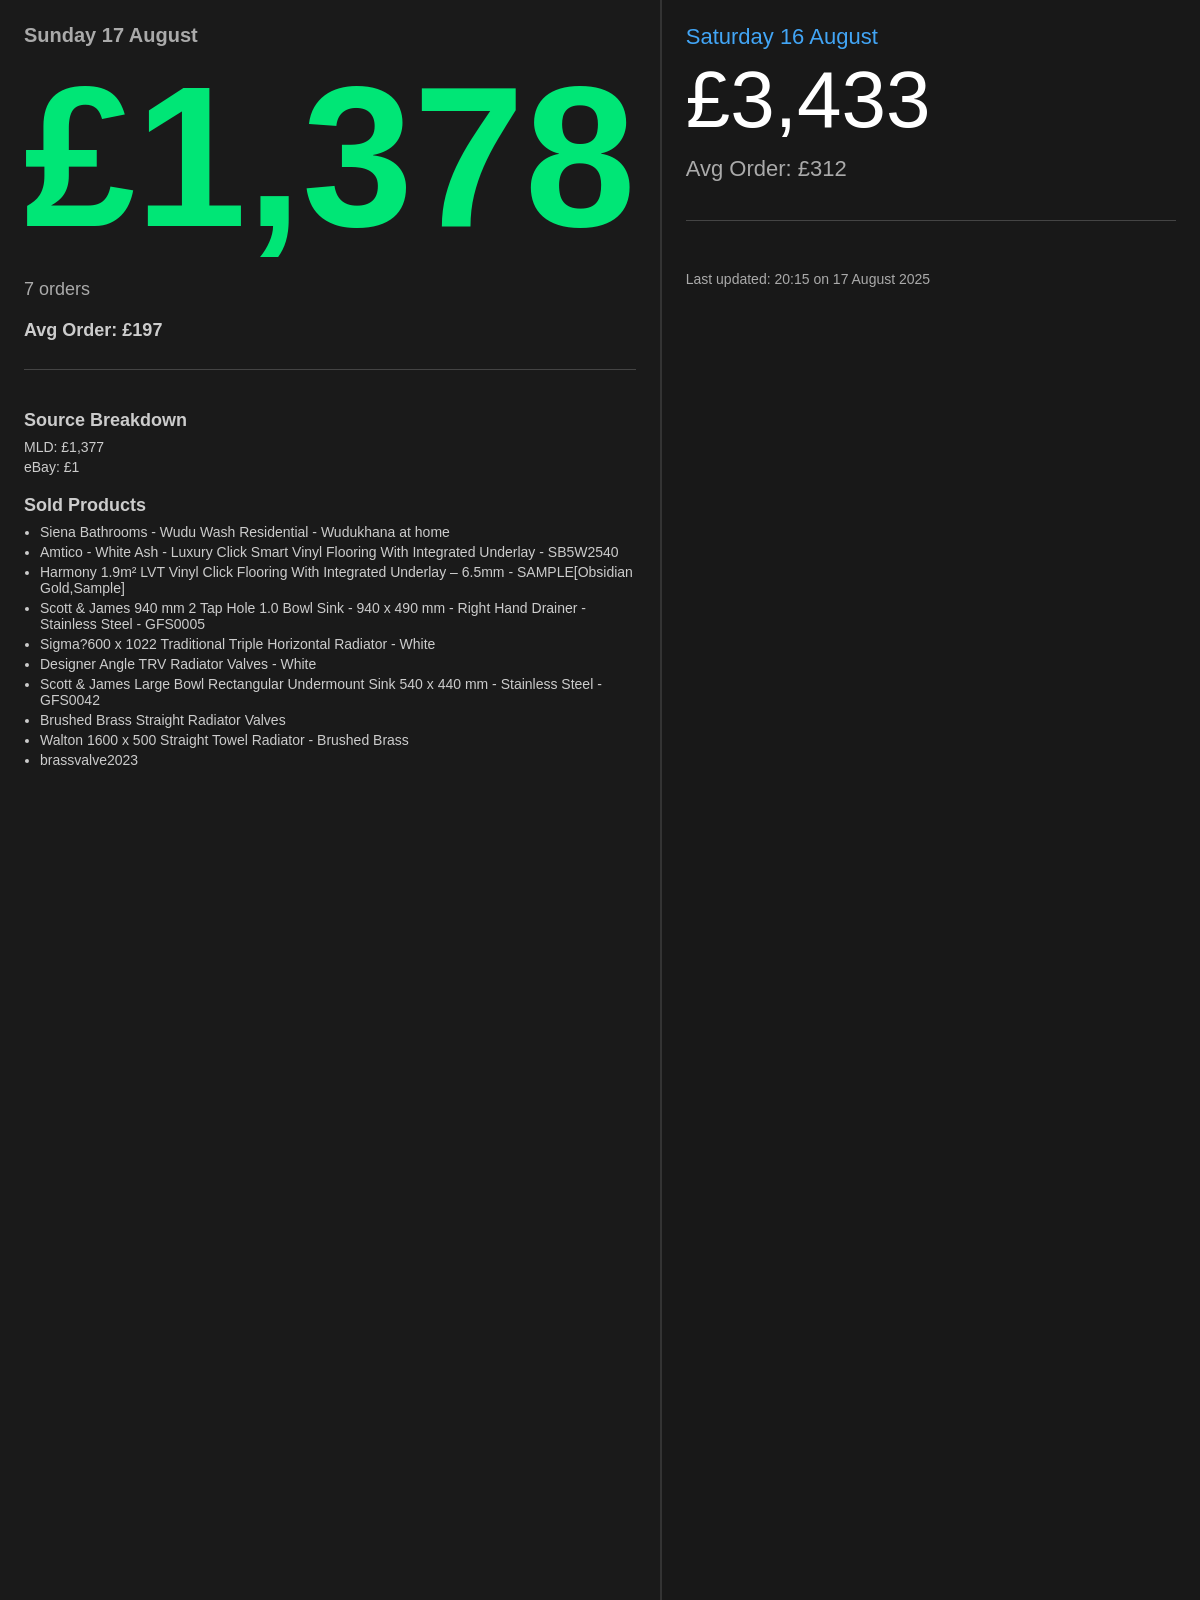 Sunday 17 August
£1,378
7 orders
Avg Order: £197
Source Breakdown
MLD: £1,377
eBay: £1
Sold Products
• Siena Bathrooms - Wudu Wash Residential - Wudukhana at home
• Amtico - White Ash - Luxury Click Smart Vinyl Flooring With Integrated Underlay - SB5W2540
• Harmony 1.9m² LVT Vinyl Click Flooring With Integrated Underlay – 6.5mm - SAMPLE[Obsidian
Gold,Sample]
• Scott & James 940 mm 2 Tap Hole 1.0 Bowl Sink - 940 x 490 mm - Right Hand Drainer -
Stainless Steel - GFS0005
• Sigma?600 x 1022 Traditional Triple Horizontal Radiator - White
• Designer Angle TRV Radiator Valves - White
• Scott & James Large Bowl Rectangular Undermount Sink 540 x 440 mm - Stainless Steel -
GFS0042
• Brushed Brass Straight Radiator Valves
• Walton 1600 x 500 Straight Towel Radiator - Brushed Brass
• brassvalve2023
Saturday 16 August
£3,433
Avg Order: £312
Last updated: 20:15 on 17 August 2025